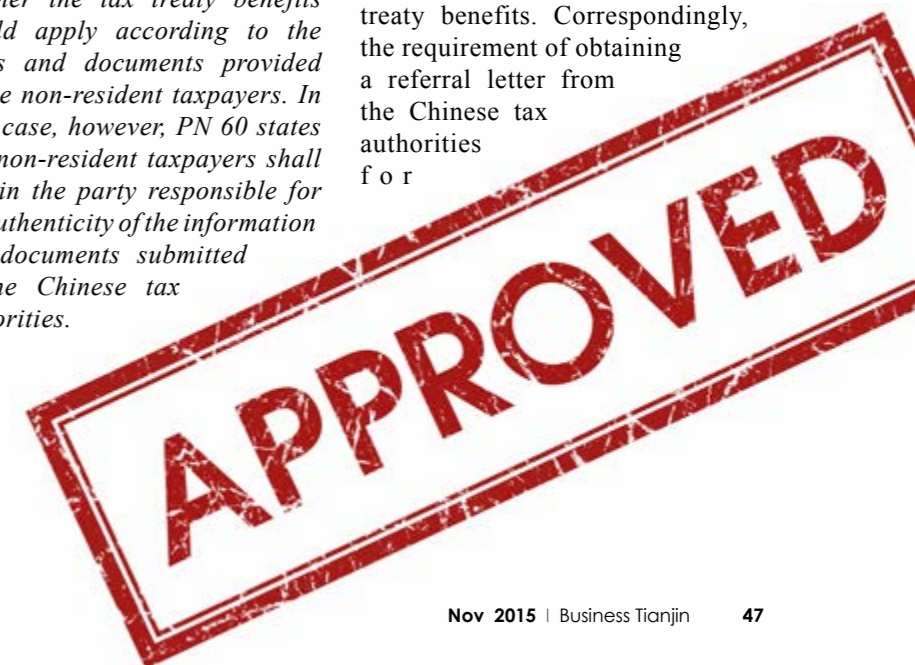 the tax treaty benefits
apply according to the
and documents provided
non-resident taxpayers. In
case, however, PN 60 states
non-resident taxpayers shall
in the party responsible for
authenticity of the information
documents submitted
Chinese tax
treaty benefits. Correspondingly,
the requirement of obtaining
a referral letter from
the Chinese tax
authorities
f o r
APPROVED
Nov 2015 | Business Tianjin 47